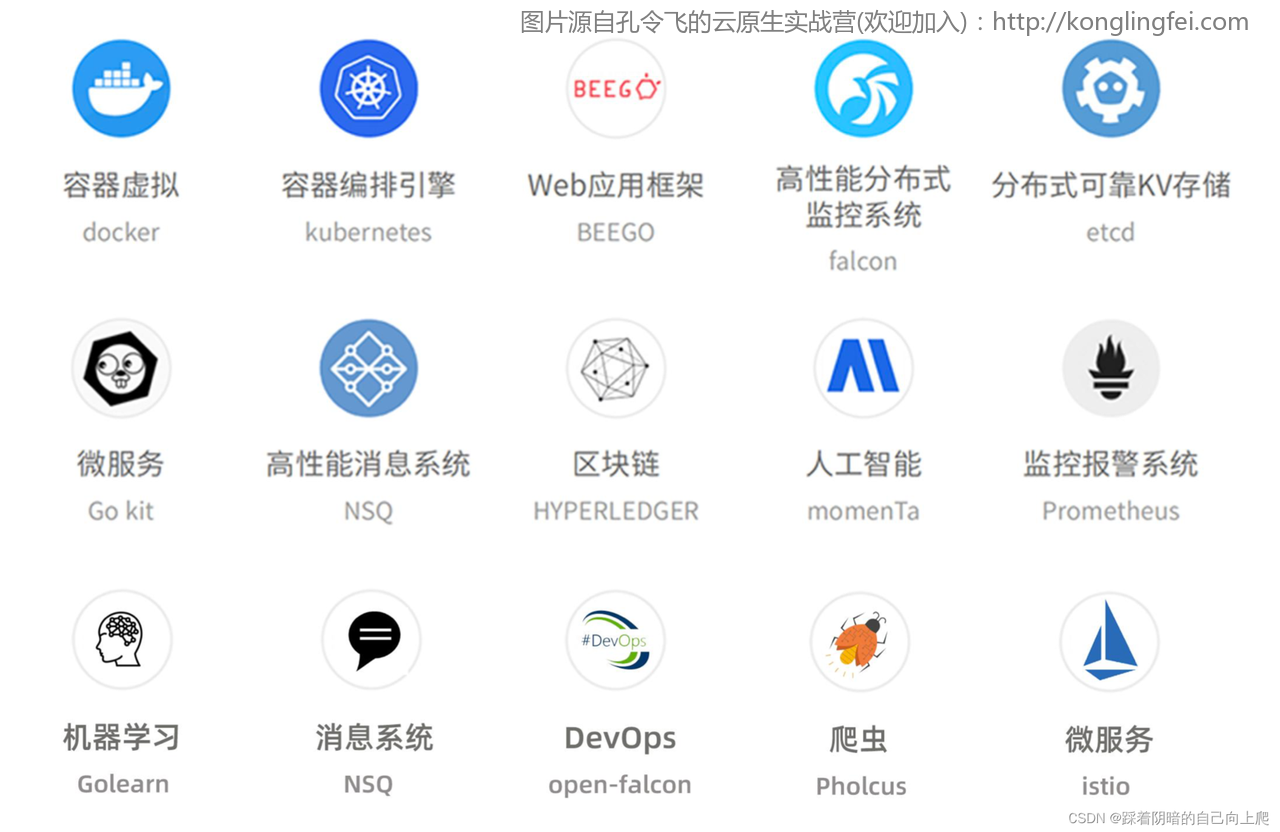 图片源自孔令飞的云原生实战营(欢迎加入)：http://konglingfei.com
BEEGO
容器虚拟
docker
容器编排引擎
kubernetes
Web应用框架
BEEGO
高性能分布式
监控系统
falcon
分布式可靠KV存储
etcd
微服务
Go kit
高性能消息系统
NSQ
区块链
HYPERLEDGER
人工智能
momenTa
监控报警系统
Prometheus
#DevOps
机器学习
Golearn
消息系统
NSQ
DevOps
open-falcon
爬虫
Pholcus
微服务
istio
CSDN @踩着阴暗的自己向上爬